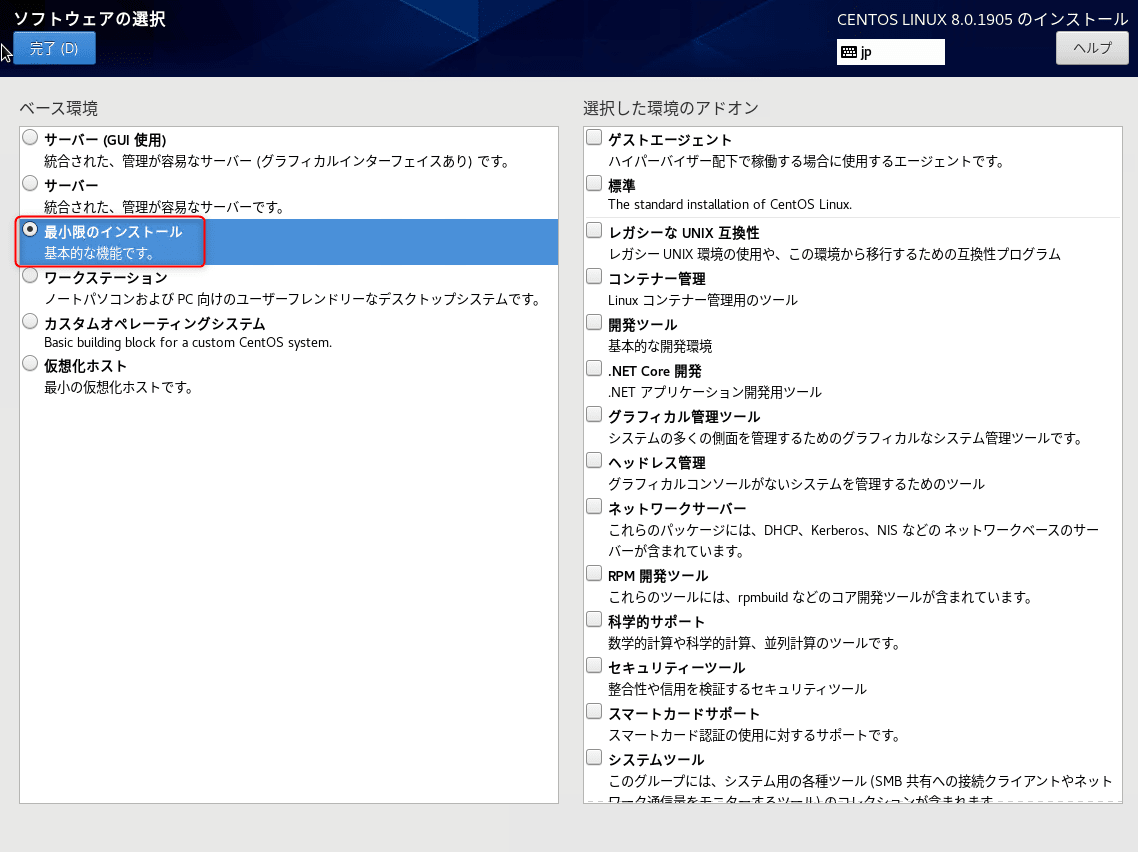 ソフトウェアの選択
完了 (D)
CENTOS LINUX 8.0.1905 のインストール
jp
ヘルプ
ベース環境
サーバー (GUI 使用)
統合された、管理が容易なサーバー (グラフィカルインターフェイスあり) です。
サーバー
統合された、管理が容易なサーバーです。
最小限のインストール
基本的な機能です。
ワークステーション
ノートパソコンおよび PC 向けのユーザーフレンドリーなデスクトップシステムです。
カスタムオペレーティングシステム
Basic building block for a custom CentOS system.
仮想化ホスト
最小の仮想化ホストです。
選択した環境のアドオン
ゲストエージェント
ハイパーバイザー配下で稼働する場合に使用するエージェントです。
標準
The standard installation of CentOS Linux.
レガシーな UNIX 互換性
レガシー UNIX 環境の使用や、この環境から移行するための互換性プログラム
コンテナー管理
Linux コンテナー管理用のツール
開発ツール
基本的な開発環境
.NET Core 開発
.NET アプリケーション開発用ツール
グラフィカル管理ツール
システムの多くの側面を管理するためのグラフィカルなシステム管理ツールです。
ヘッドレス管理
グラフィカルコンソールがないシステムを管理するためのツール
ネットワークサーバー
これらのパッケージには、DHCP、Kerberos、NIS などの ネットワークベースのサー
バーが含まれています。
RPM 開発ツール
これらのツールには、rpmbuild などのコア開発ツールが含まれています。
科学的サポート
数学的計算や科学的計算、並列計算のツールです。
セキュリティーツール
整合性や信用を検証するセキュリティツール
スマートカードサポート
スマートカード認証の使用に対するサポートです。
システムツール
このグループには、システム用の各種ツール (SMB 共有への接続クライアントやネット
ワーク通信量をモニターするツール) のコレクションが含まれます